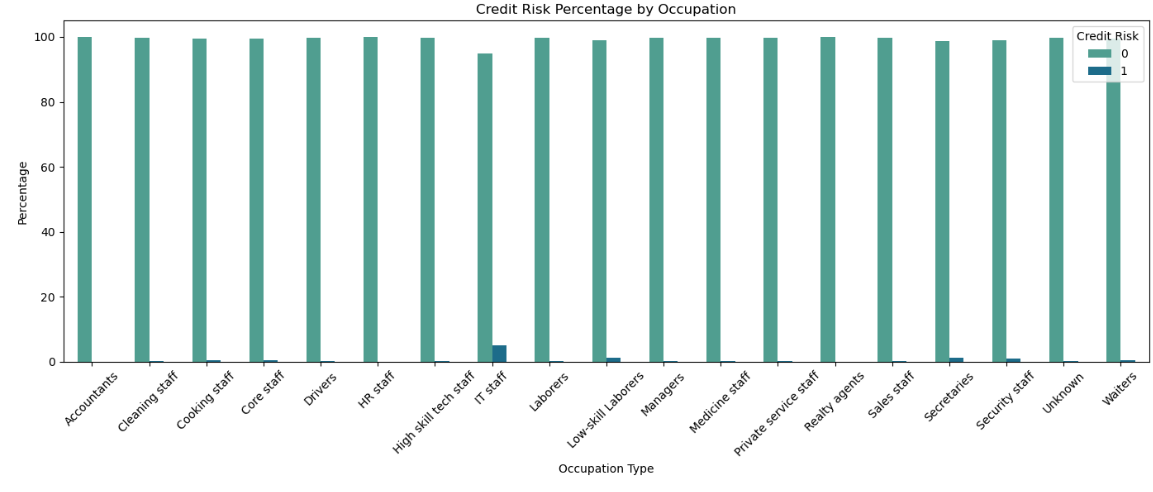 Credit Risk Percentage by Occupation
Credit Risk
0
1
Percentage
100
80
60
40
20
0
Accountants
Cleaning staff
Cooking staff
Core staff
Drivers
HR staff
High skill tech staff
IT staff
Laborers
Low-skill Laborers
Managers
Medicine staff
Private service staff
Realty agents
Sales staff
Secretaries
Security staff
Unknown
Waiters
Occupation Type